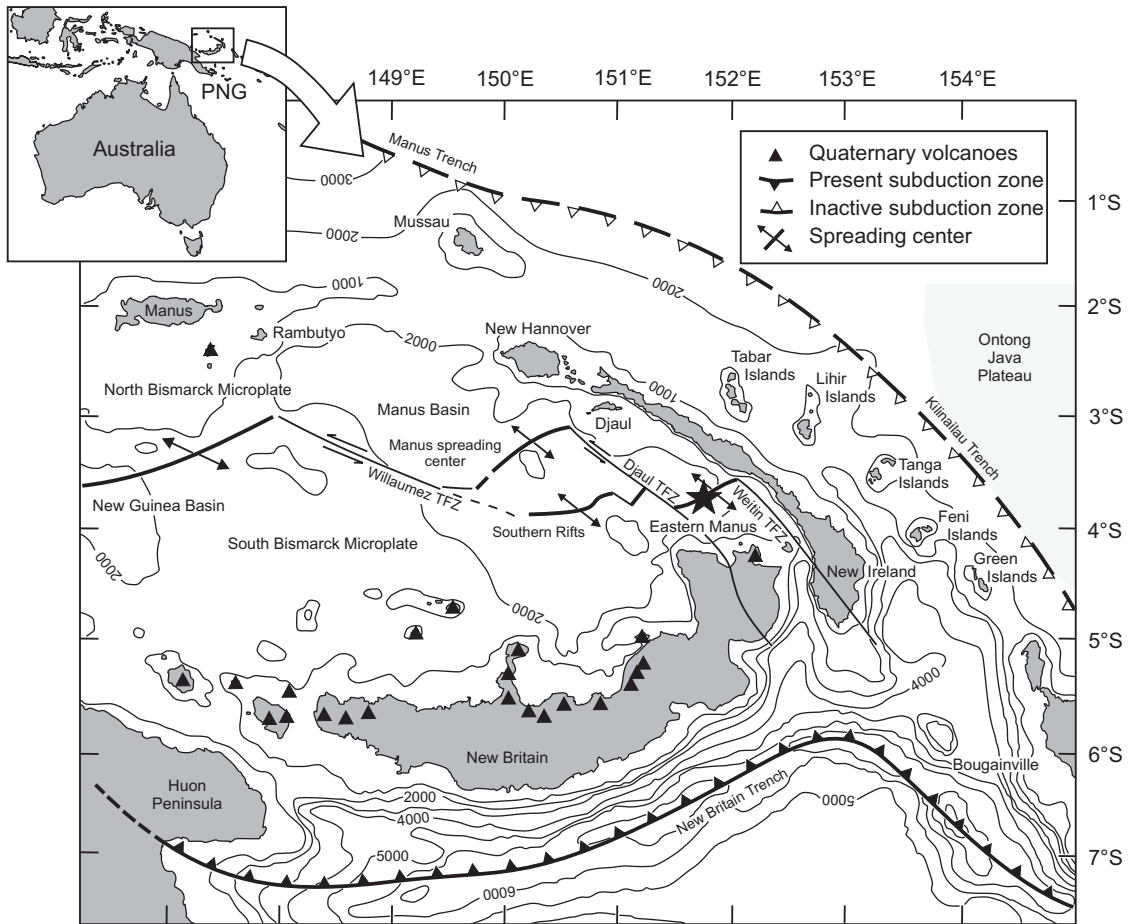 PNG
Australia
149°E
150°E
151°E
152°E
153°E
154°E
Manus Trench
3000
2000
Mussau
Quaternary volcanoes
Present subduction zone
Inactive subduction zone
Spreading center
1°S
1000
2000
Manus
Rambutyo
2000
New Hannover
2°S
Ontong
Java
Plateau
Tabar
Islands
Lihir
Islands
1000
North Bismarck Microplate
Manus Basin
Djaul
3°S
Kilinailau Trench
Manus spreading
center
Willaumez TFZ
Djaul TFZ
Weitin TFZ
Tanga
Islands
New Guinea Basin
Southern Rifts
Eastern Manus
Feni
Islands
4°S
South Bismarck Microplate
2000
New Ireland
Green
Islands
2000
5°S
4000
New Britain
6°S
Bougainville
Huon
Peninsula
2000
4000
New Britain Trench
5000
5000
6000
7°S